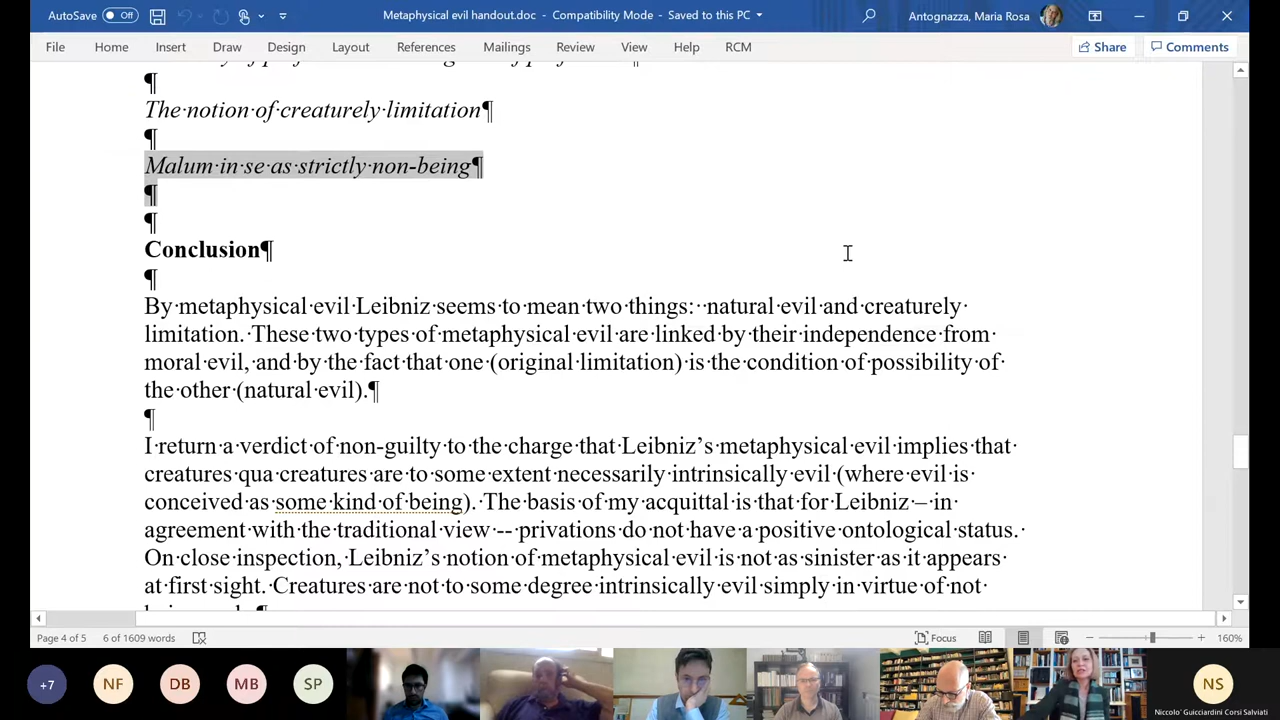 AutoSave Off
Metaphysical evil handout.doc - Compatibility Mode - Saved to this PC
Antognazza, Maria Rosa
File Home Insert Draw Design Layout References Mailings Review View Help RCM
Share Comments
¶
The·notion·of·creaturely·limitation¶
¶
Malum·in·se·as·strictly·non-being¶
¶
¶
Conclusion¶
¶
By·metaphysical·evil·Leibniz·seems·to·mean·two·things:··natural·evil·and·creaturely·
limitation.·These·two·types·of·metaphysical·evil·are·linked·by·their·independence·from·
moral·evil,·and·by·the·fact·that·one·(original·limitation)·is·the·condition·of·possibility·of·
the·other·(natural·evil).¶
¶
I·return·a·verdict·of·non-guilty·to·the·charge·that·Leibniz’s·metaphysical·evil·implies·that·
creatures·qua·creatures·are·to·some·extent·necessarily·intrinsically·evil·(where·evil·is·
conceived·as·some·kind·of·being).·The·basis·of·my·acquittal·is·that·for·Leibniz·–·in·
agreement·with·the·traditional·view·--·privations·do·not·have·a·positive·ontological·status.·
On·close·inspection,·Leibniz’s·notion·of·metaphysical·evil·is·not·as·sinister·as·it·appears·
at·first·sight.·Creatures·are·not·to·some·degree·intrinsically·evil·simply·in·virtue·of·not·
Page 4 of 5 6 of 1609 words Focus 160%
+7 NF DB MB SP NS
Niccolo' Guicciardini Corsi Salviati